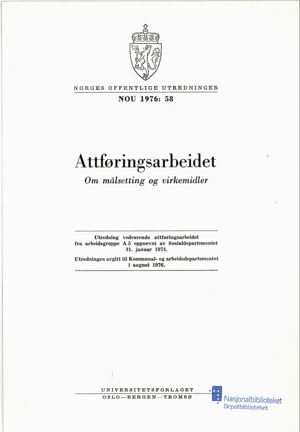 NORGES OFFENTLIGE UTREDNINGER
NOU 1976: 58
Attføringsarbeidet
Om målsetting og virkemidler
Utredning vedrørende attføringsarbeidet
fra arbeidsgruppe A 5 oppnevnt av Sosialdepartementet
31. januar 1974.
Utredningen avgitt til Kommunal- og arbeidsdepartementet
i august 1976.
UNIVERSITETSFORLAGET
OSLO—BERGEN—TROMSØ
Nasjonalbiblioteket
Depotbiblioteket